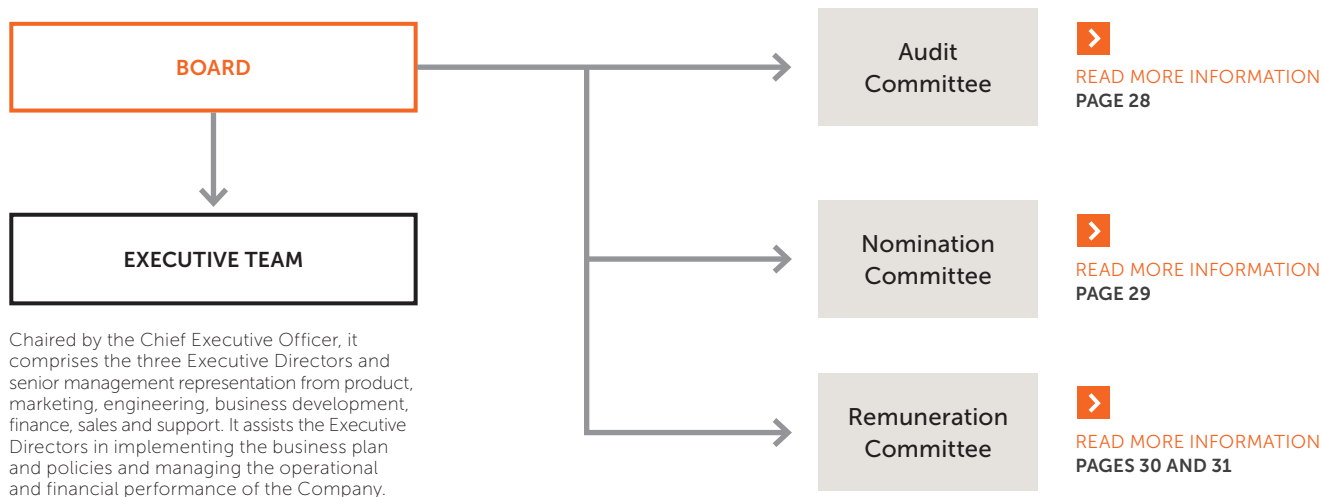 BOARD
EXECUTIVE TEAM
Chaired by the Chief Executive Officer, it
comprises the three Executive Directors and
senior management representation from product,
marketing, engineering, business development,
finance, sales and support. It assists the Executive
Directors in implementing the business plan
and policies and managing the operational
and financial performance of the Company.
Audit
Committee
READ MORE INFORMATION
PAGE 28
Nomination
Committee
READ MORE INFORMATION
PAGE 29
Remuneration
Committee
READ MORE INFORMATION
PAGES 30 AND 31